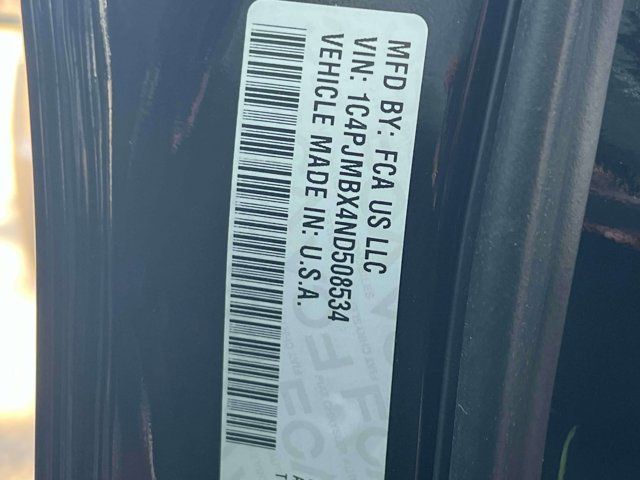 MFD BY: FCA US LLC
VIN: 1C4PJMBX4ND508534
VEHICLE MADE IN: U.S.A.